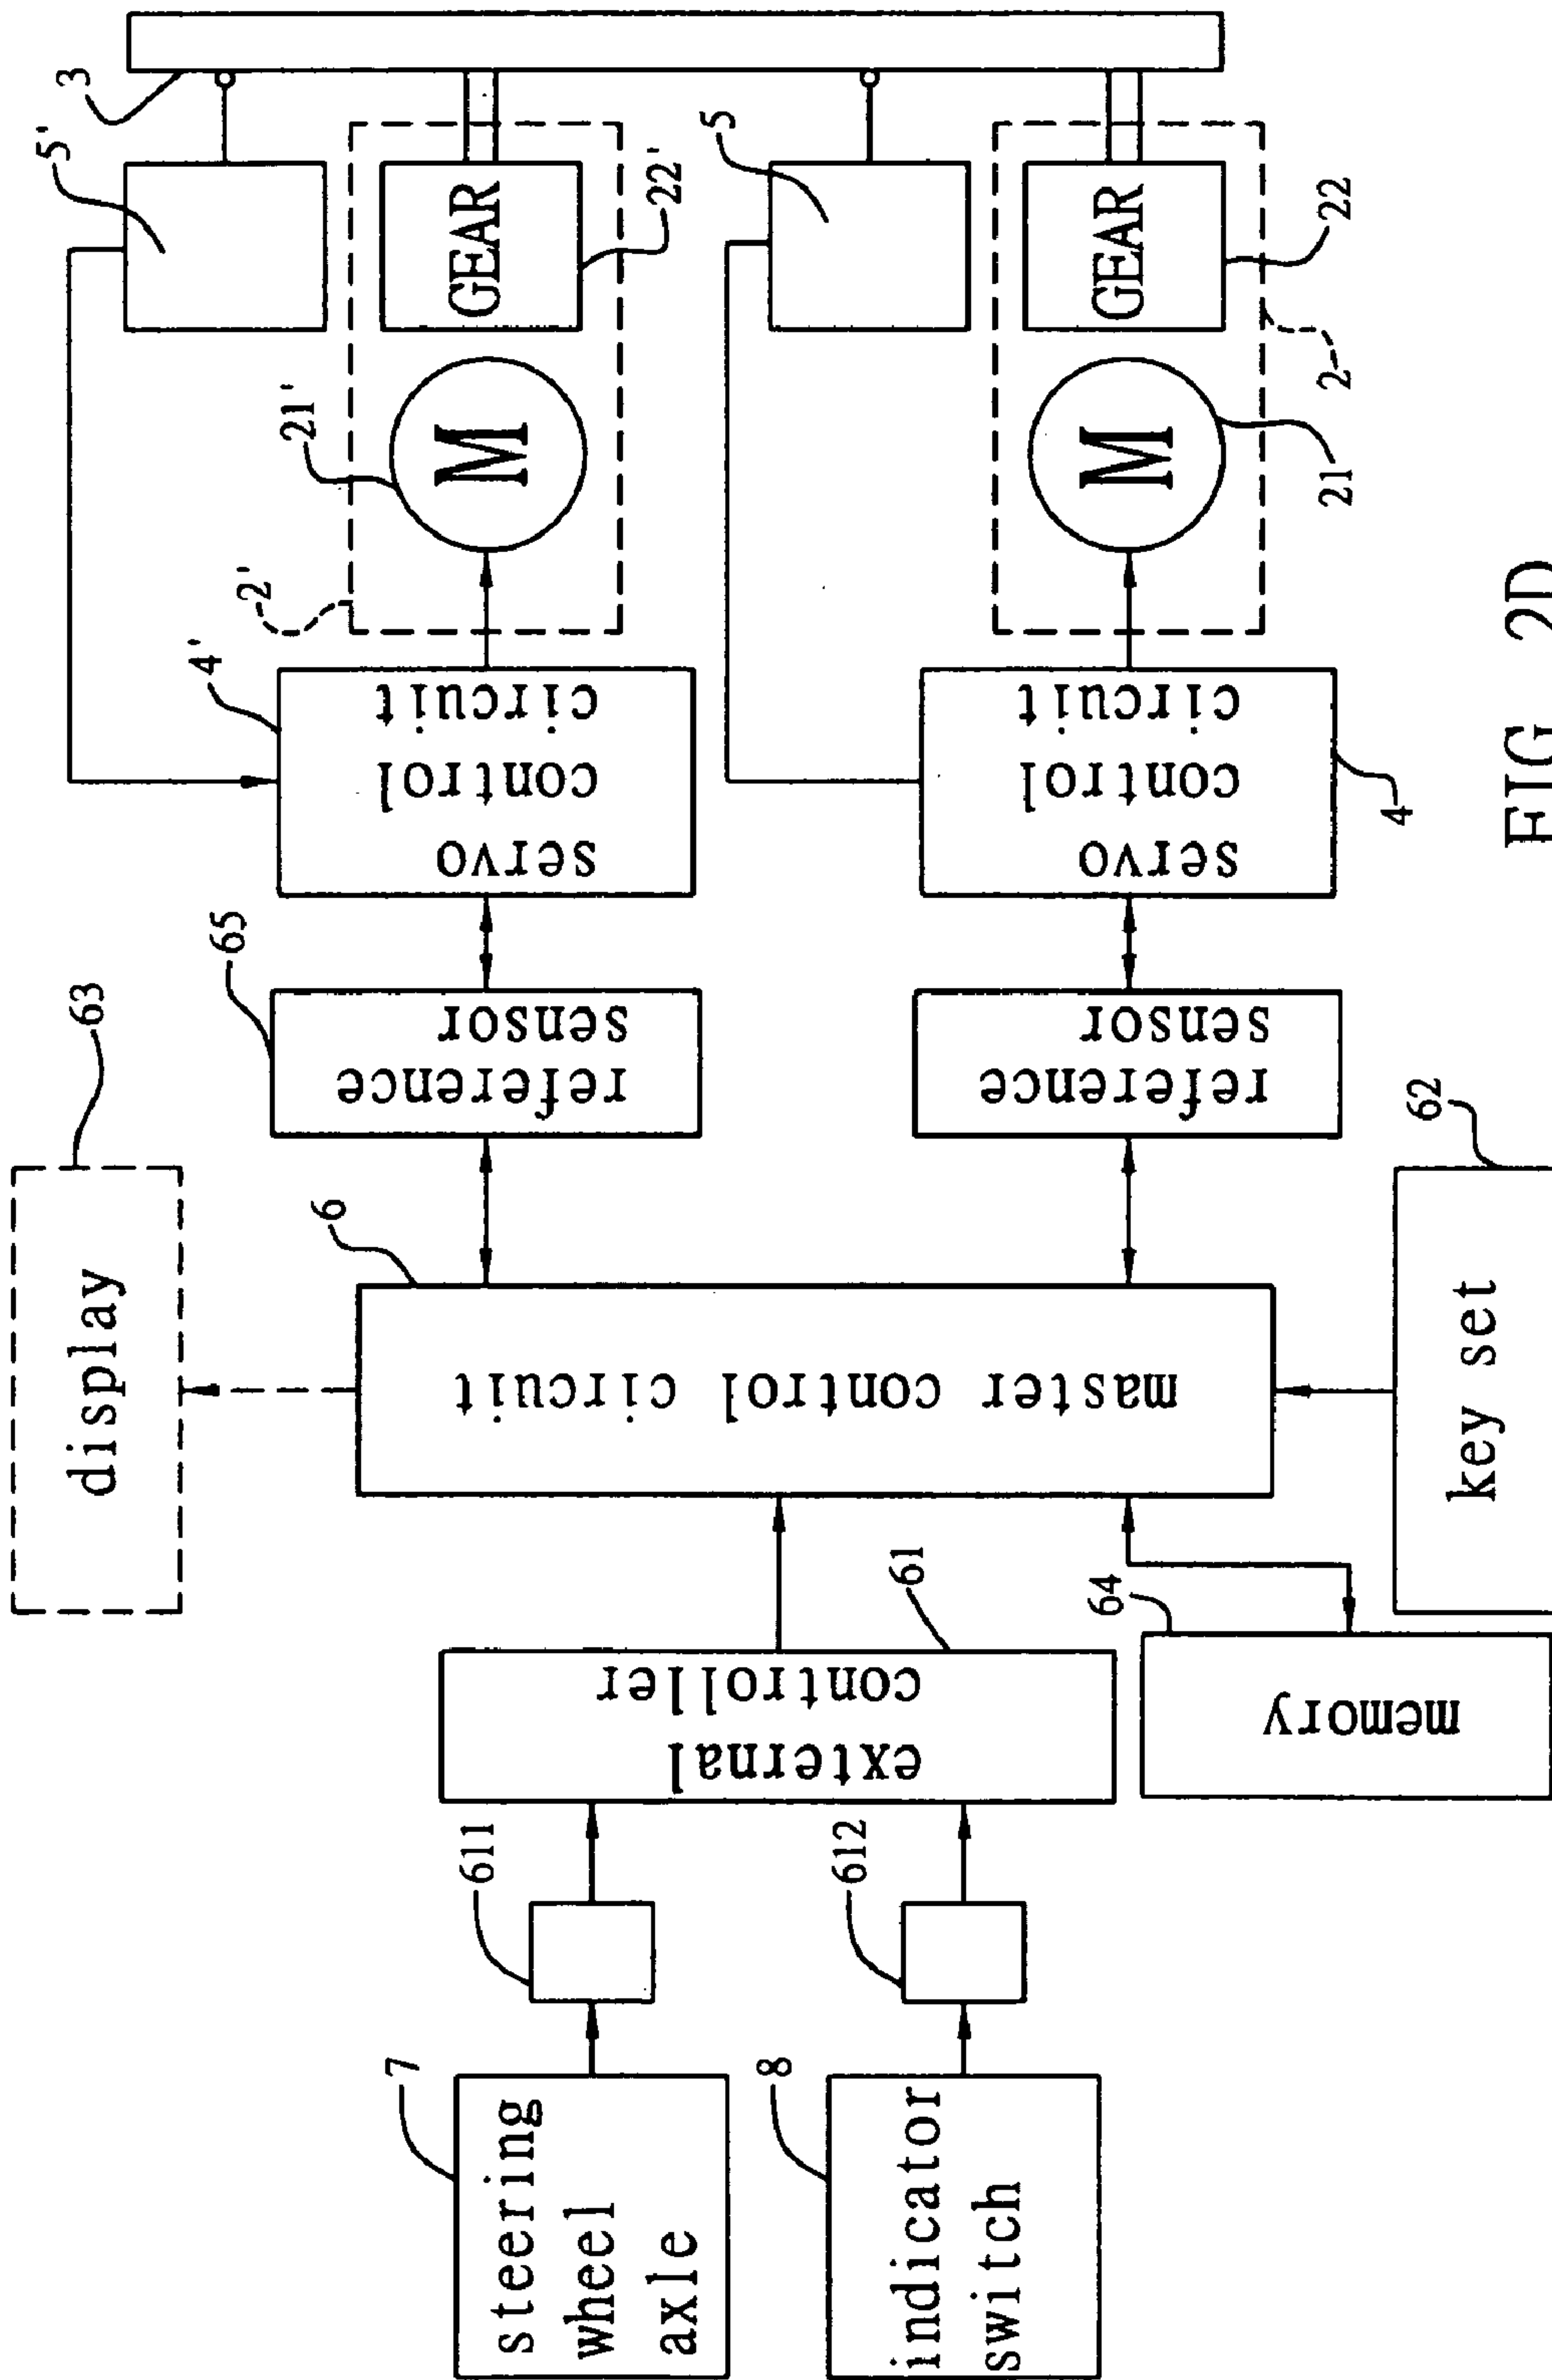 display
63
65
4'
2'
21'
5'
3
M
GEAR
22'
servo
control
circuit
reference
sensor
6
master control circuit
external
controller
61
611
612
7
steering
wheel
axle
8
indicator
switch
64
memory
62
key set
reference
sensor
servo
control
circuit
4
5
M
GEAR
21
2
22
FIG. 2D